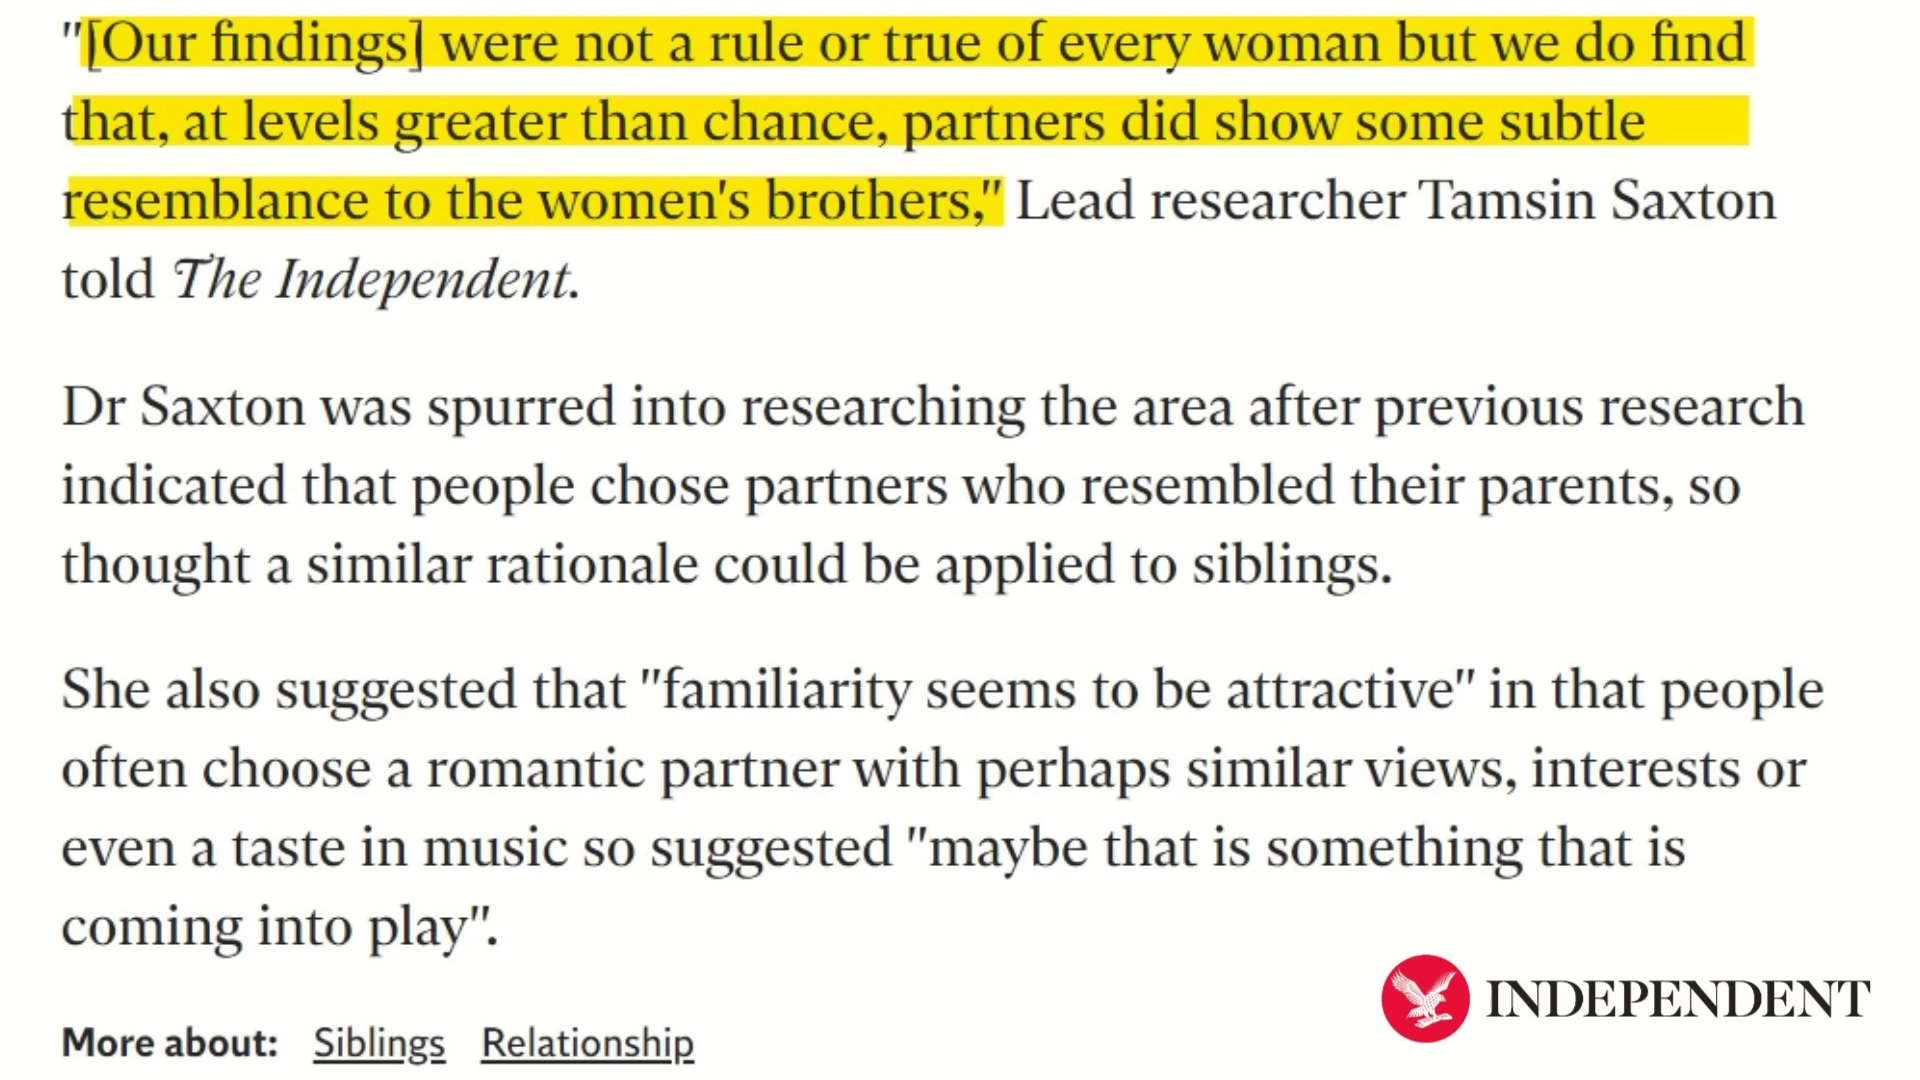 "[Our findings] were not a rule or true of every woman but we do find
that, at levels greater than chance, partners did show some subtle
resemblance to the women's brothers," Lead researcher Tamsin Saxton
told The Independent.
Dr Saxton was spurred into researching the area after previous research
indicated that people chose partners who resembled their parents, so
thought a similar rationale could be applied to siblings.
She also suggested that "familiarity seems to be attractive" in that people
often choose a romantic partner with perhaps similar views, interests or
even a taste in music so suggested "maybe that is something that is
coming into play".
INDEPENDENT
More about: Siblings Relationship